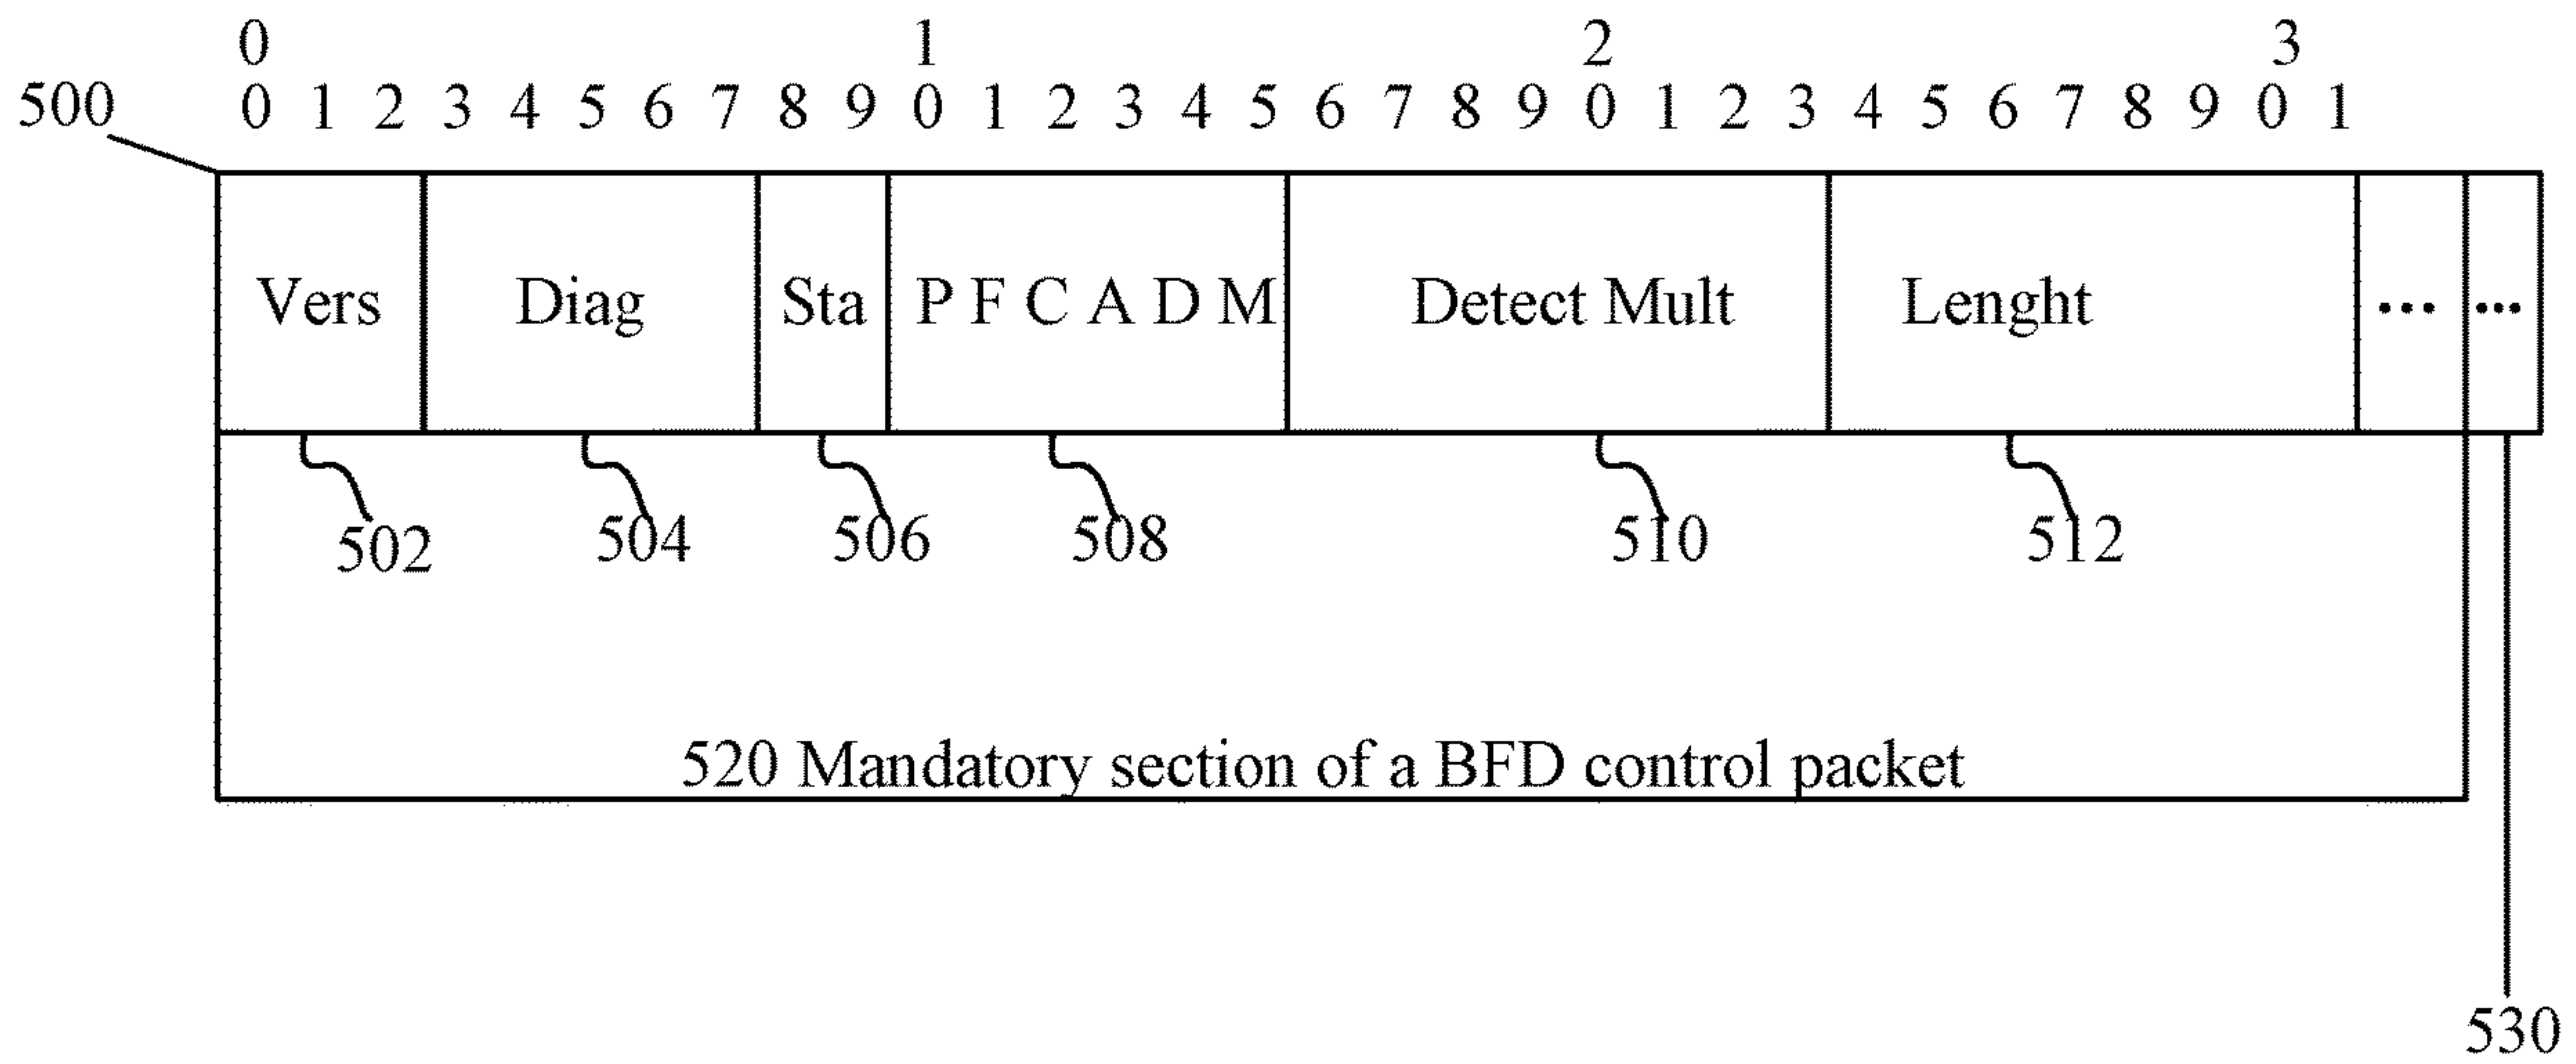 0 1 2 3
500 0 1 2 3 4 5 6 7 8 9 0 1 2 3 4 5 6 7 8 9 0 1 2 3 4 5 6 7 8 9 0 1
Vers Diag Sta P F C A D M Detect Mult Lenght ... ...
502 504 506 508 510 512
520 Mandatory section of a BFD control packet
530